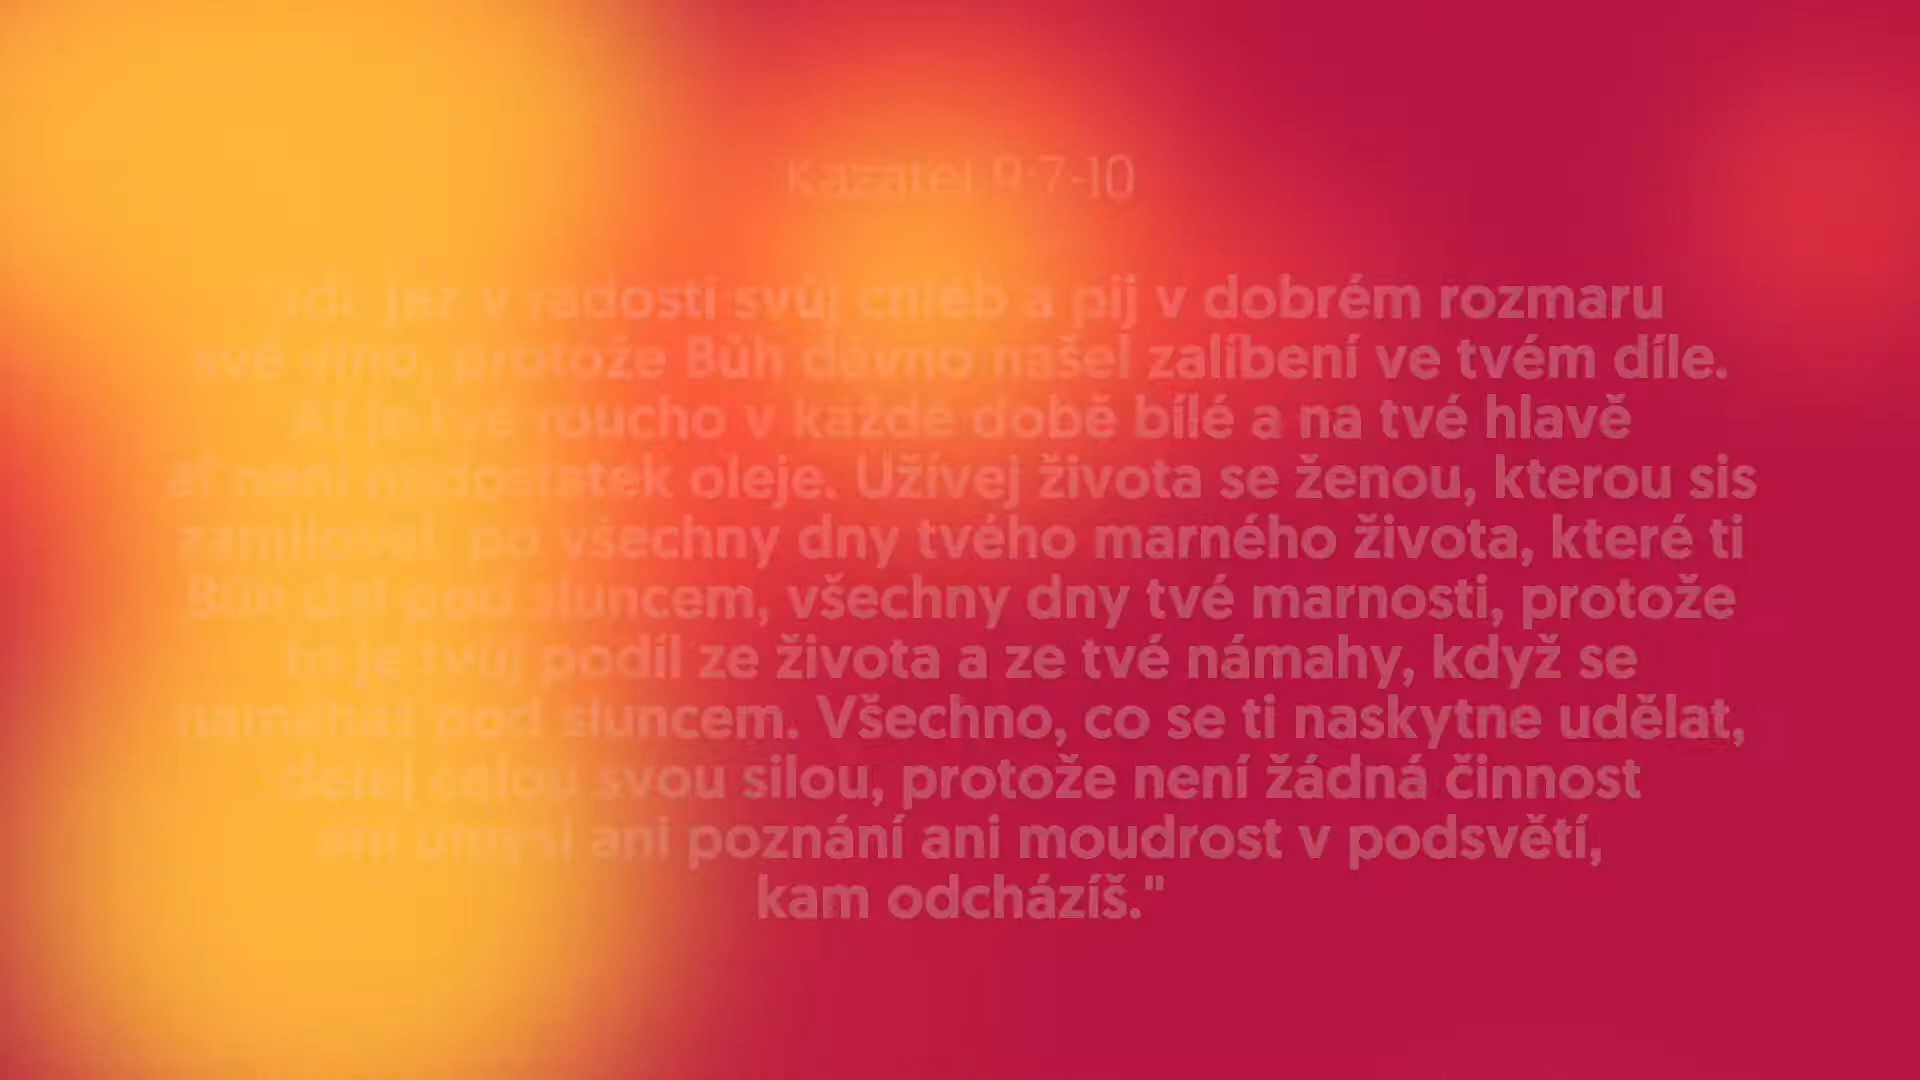 Kazatel 9:7-10
"Jdi, jez v radosti svůj chléb a pij v dobrém rozmaru
své víno, protože Bůh dávno našel zalíbení ve tvém díle.
Ať je tvé roucho v každé době bílé a na tvé hlavě
ať není nedostatek oleje. Užívej života se ženou, kterou sis
zamiloval, po všechny dny tvého marného života, které ti
Bůh dal pod sluncem, všechny dny tvé marnosti, protože
to je tvůj podíl ze života a ze tvé námahy, když se
namáháš pod sluncem. Všechno, co se ti naskytne udělat,
dělej celou svou silou, protože není žádná činnost
ani úmysl ani poznání ani moudrost v podsvětí,
kam odcházíš."